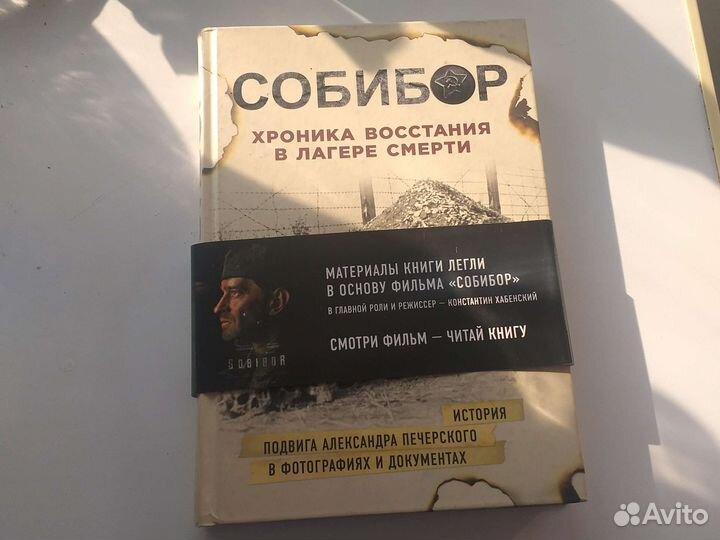 СОБИБОР
ХРОНИКА ВОССТАНИЯ
В ЛАГЕРЕ СМЕРТИ
МАТЕРИАЛЫ КНИГИ ЛЕГЛИ
В ОСНОВУ ФИЛЬМА «СОБИБОР»
В ГЛАВНОЙ РОЛИ И РЕЖИССЕР — КОНСТАНТИН ХАБЕНСКИЙ
СМОТРИ ФИЛЬМ — ЧИТАЙ КНИГУ
SOBIBOR
ИСТОРИЯ
ПОДВИГА АЛЕКСАНДРА ПЕЧЕРСКОГО
В ФОТОГРАФИЯХ И ДОКУМЕНТАХ
Avito